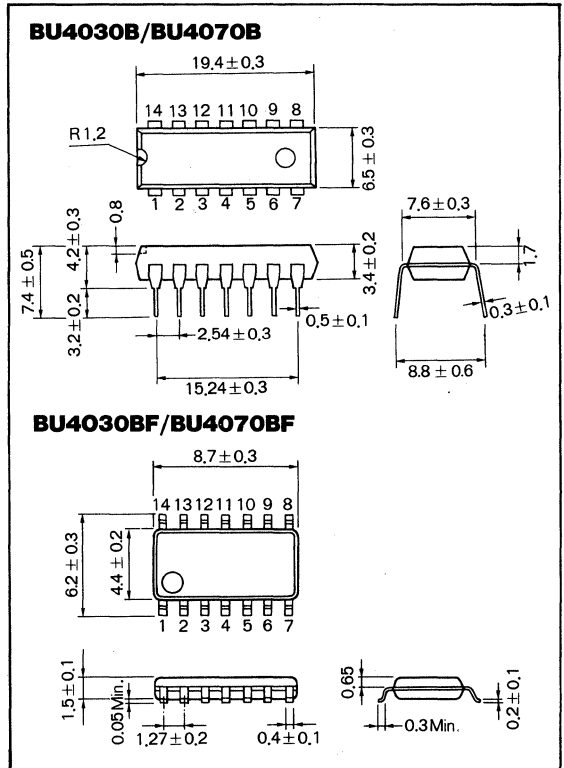 BU4030B/BU4070B
19.4±0.3
14 13 12 11 10 9 8
R1.2
6.5±0.3
1 2 3 4 5 6 7
0.8
7.4±0.5
4.2±0.3
3.2±0.2
3.4±0.2
2.54±0.3
0.5±0.1
15.24±0.3
7.6±0.3
1.7
0.3±0.1
8.8±0.6
BU4030BF/BU4070BF
8.7±0.3
14 13 12 11 10 9 8
6.2±0.3
4.4±0.2
1 2 3 4 5 6 7
1.5±0.1
0.05Min.
1.27±0.2
0.4±0.1
0.65
0.3Min.
0.2±0.1